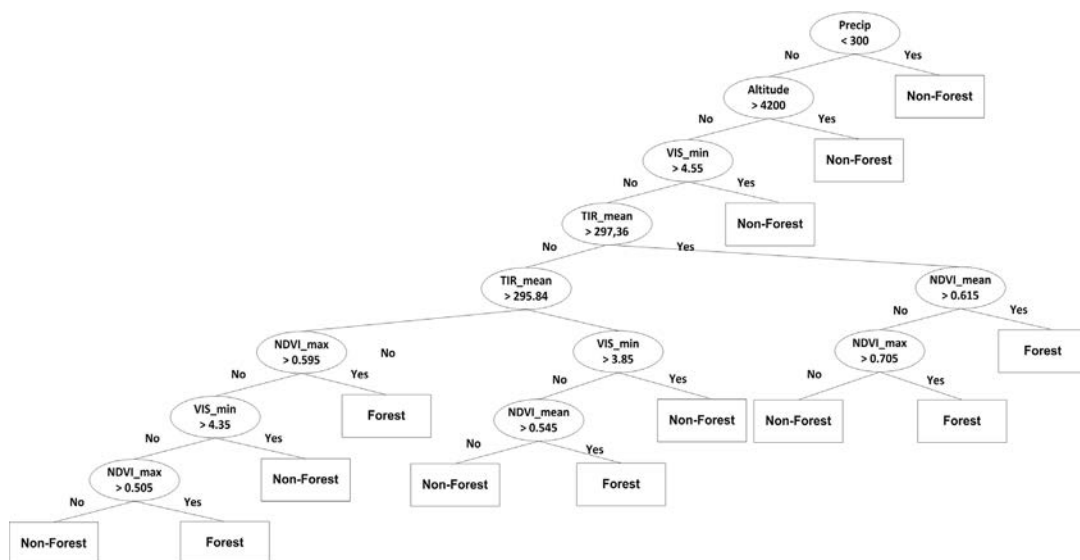 Precip
< 300
No
Yes
Altitude
> 4200
Non-Forest
No
Yes
VIS_min
> 4.55
Non-Forest
No
Yes
TIR_mean
> 297,36
Non-Forest
No
Yes
TIR_mean
> 295.84
NDVI_mean
> 0.615
No
Yes
NDVI_max
> 0.595
No
VIS_min
> 3.85
NDVI_max
> 0.705
Forest
No
Yes
No
Yes
No
Yes
VIS_min
> 4.35
Forest
NDVI_mean
> 0.545
Non-Forest
Non-Forest
Forest
No
Yes
No
Yes
NDVI_max
> 0.505
Non-Forest
Non-Forest
Forest
No
Yes
Non-Forest
Forest